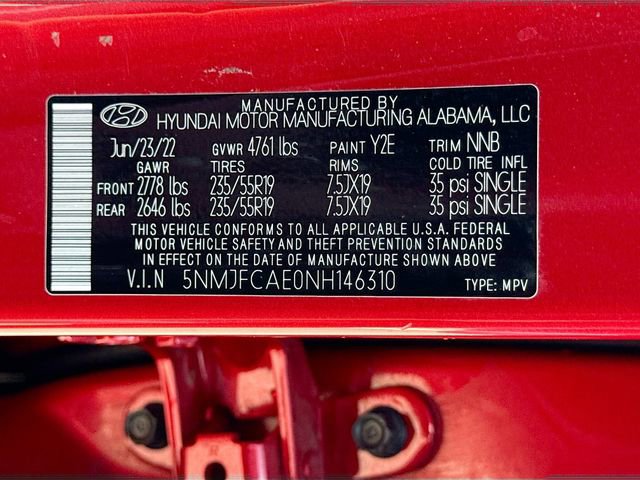 MANUFACTURED BY
HYUNDAI MOTOR MANUFACTURING ALABAMA, LLC
Jun/23/22 GVWR 4761 lbs PAINT Y2E TRIM NNB
GAWR TIRES RIMS COLD TIRE INFL
FRONT 2778 lbs 235/55R19 7.5JX19 35 psi SINGLE
REAR 2646 lbs 235/55R19 7.5JX19 35 psi SINGLE
THIS VEHICLE CONFORMS TO ALL APPLICABLE U.S.A. FEDERAL
MOTOR VEHICLE SAFETY AND THEFT PREVENTION STANDARDS
IN EFFECT ON THE DATE OF MANUFACTURE SHOWN ABOVE.
V.I.N 5NMJFCAE0NH146310 TYPE: MPV